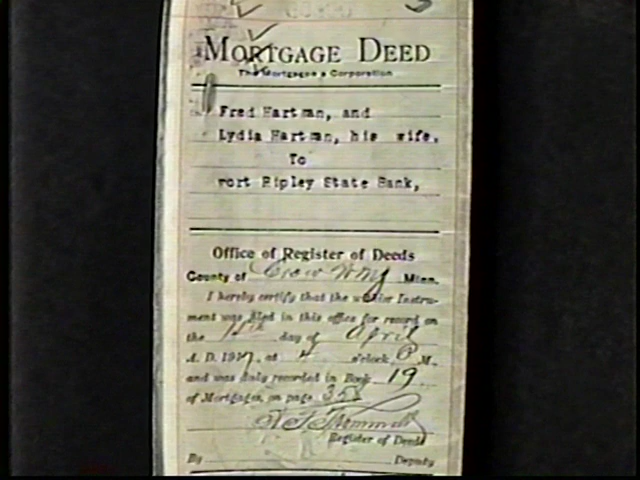 MORTGAGE DEED
The Mortgagee a Corporation
Fred Hartman, and
Lydia Hartman, his wife.
To
Fort Ripley State Bank,
Office of Register of Deeds
County of Crow Wing Minn.
I hereby certify that the within Instru-
ment was filed in this office for record on
the day of April
A. D. 1917, at 4 o'clock P M.
and was duly recorded in Book 19
of Mortgages, on page 358
Register of Deeds
By Deputy